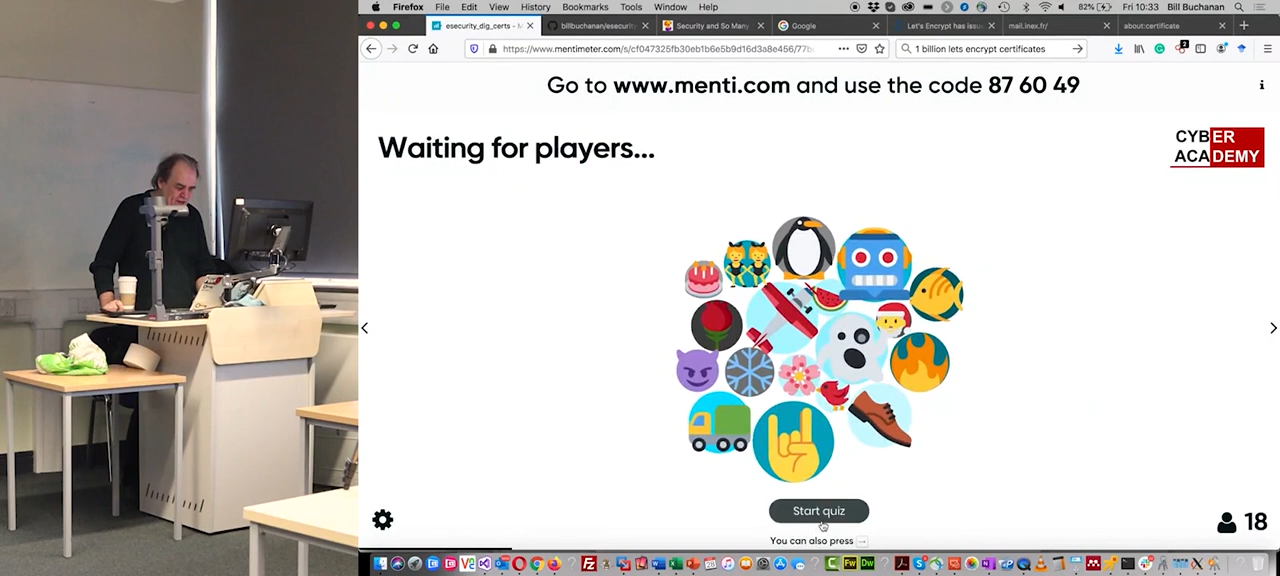 Firefox File Edit View History Bookmarks Tools Window Help 82% Fri 10:33 Bill Buchanan
esecurity_dig_certs - M billbuchanan/esecurity Security and So Many Google Let's Encrypt has issu mail.inex.fr/ about:certificate
https://www.mentimeter.com/s/cf047325fb30eb1b6e5b9d16d3a8e456/77b 1 billion lets encrypt certificates
Go to www.menti.com and use the code 87 60 49
Waiting for players...
CYBER
ACADEMY
Start quiz
You can also press
18